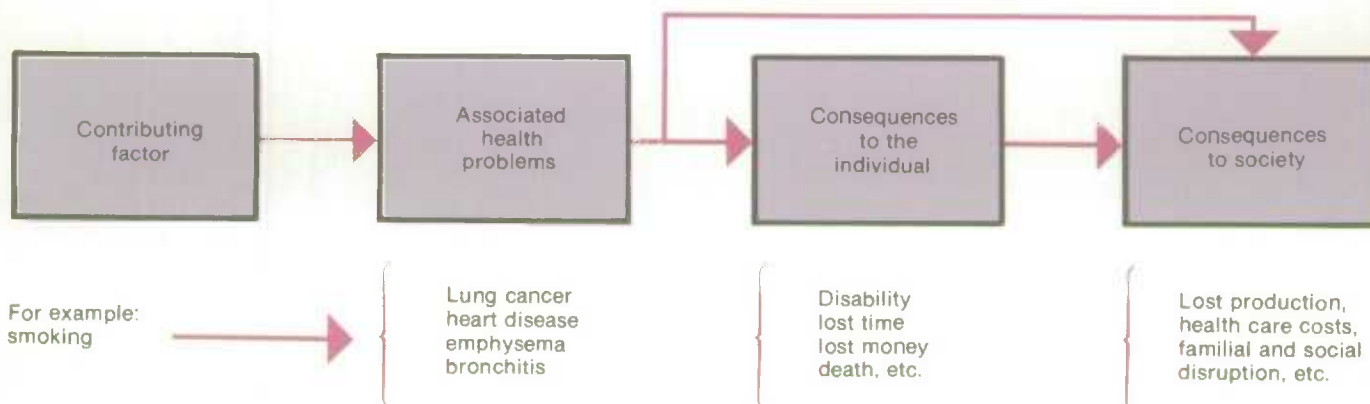 Contributing
factor
Associated
health
problems
Consequences
to the
individual
Consequences
to society
For example:
smoking
Lung cancer
heart disease
emphysema
bronchitis
Disability
lost time
lost money
death, etc.
Lost production,
health care costs,
familial and social
disruption, etc.